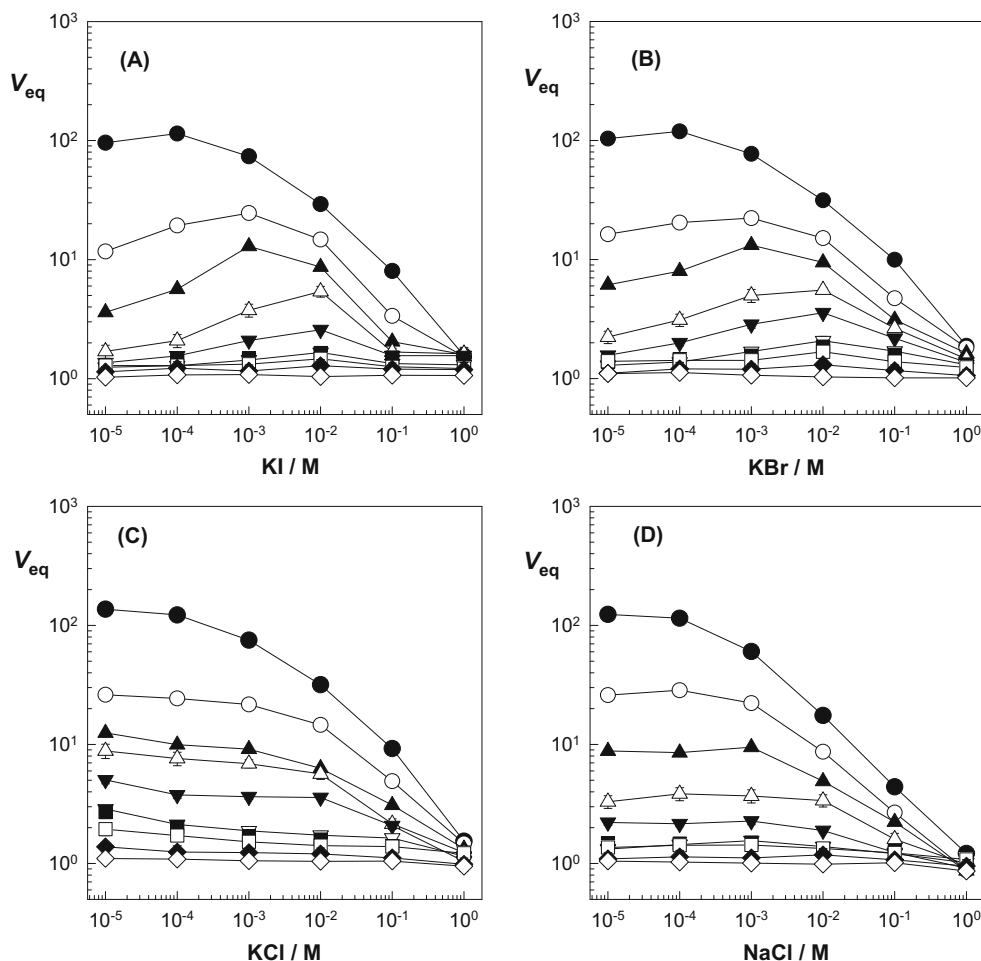 (A)
V_eq
10³
10²
10¹
10⁰
10⁻⁵ 10⁻⁴ 10⁻³ 10⁻² 10⁻¹ 10⁰
KI / M
(B)
V_eq
10³
10²
10¹
10⁰
10⁻⁵ 10⁻⁴ 10⁻³ 10⁻² 10⁻¹ 10⁰
KBr / M
(C)
V_eq
10³
10²
10¹
10⁰
10⁻⁵ 10⁻⁴ 10⁻³ 10⁻² 10⁻¹ 10⁰
KCl / M
(D)
V_eq
10³
10²
10¹
10⁰
10⁻⁵ 10⁻⁴ 10⁻³ 10⁻² 10⁻¹ 10⁰
NaCl / M